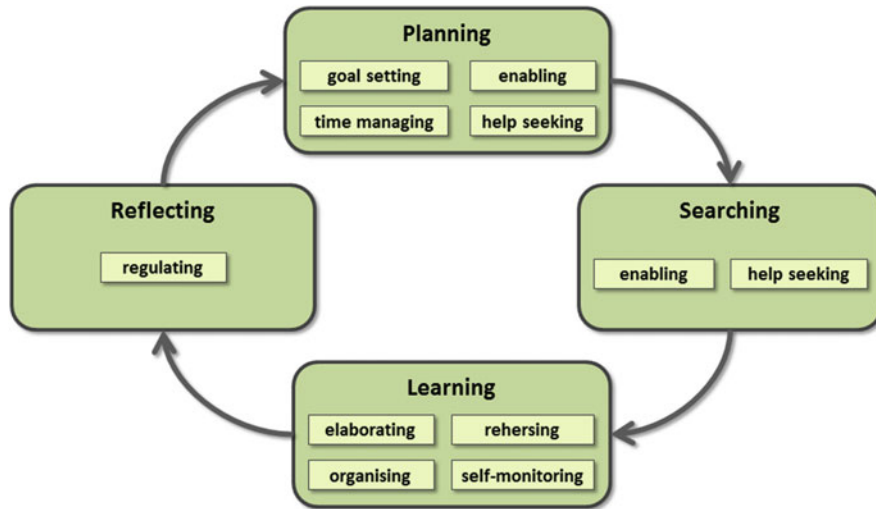 Planning
goal setting
enabling
time managing
help seeking
Reflecting
regulating
Searching
enabling
help seeking
Learning
elaborating
rehersing
organising
self-monitoring